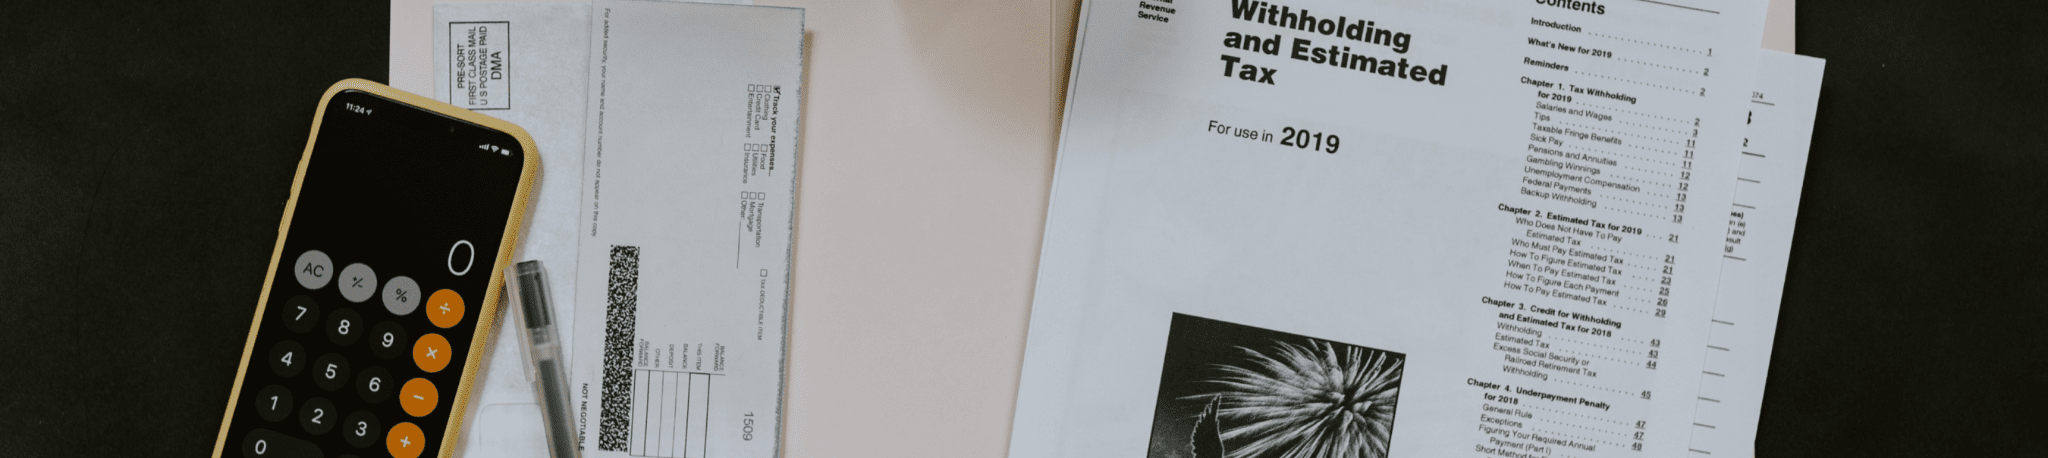 11:24
0
AC
%
÷
7
8
9
×
4
5
6
−
1
2
3
+
0
PRE-SORT
FIRST CLASS MAIL
U S POSTAGE PAID
DMA
For added security, your name and account number do not appear on this copy.
Track your expenses...
Clothing
Food
Transportation
Credit Card
Utilities
Mortgage
Entertainment
Insurance
Other
TAX DEDUCTIBLE ITEM
BALANCE
FORWARD
THIS ITEM
BALANCE
DEPOSIT
OTHER
BALANCE
FORWARD
1509
NOT NEGOTIABLE
Revenue
Service
Withholding
and Estimated
Tax
For use in 2019
Contents
Introduction 1
What's New for 2019 2
Reminders 2
Chapter 1. Tax Withholding
for 2019 2
Salaries and Wages 3
Tips 11
Taxable Fringe Benefits 11
Sick Pay 11
Pensions and Annuities 12
Gambling Winnings 12
Unemployment Compensation 13
Federal Payments 13
Backup Withholding 13
Chapter 2. Estimated Tax for 2019 21
Who Does Not Have To Pay
Estimated Tax 21
Who Must Pay Estimated Tax 21
How To Figure Estimated Tax 23
When To Pay Estimated Tax 25
How To Figure Each Payment 26
How To Pay Estimated Tax 29
Chapter 3. Credit for Withholding
and Estimated Tax for 2018 43
Withholding 43
Estimated Tax 44
Excess Social Security or
Railroad Retirement Tax
Withholding 45
Chapter 4. Underpayment Penalty
for 2018 47
General Rule 47
Exceptions 48
Figuring Your Required Annual
Payment (Part I)
Short Method for